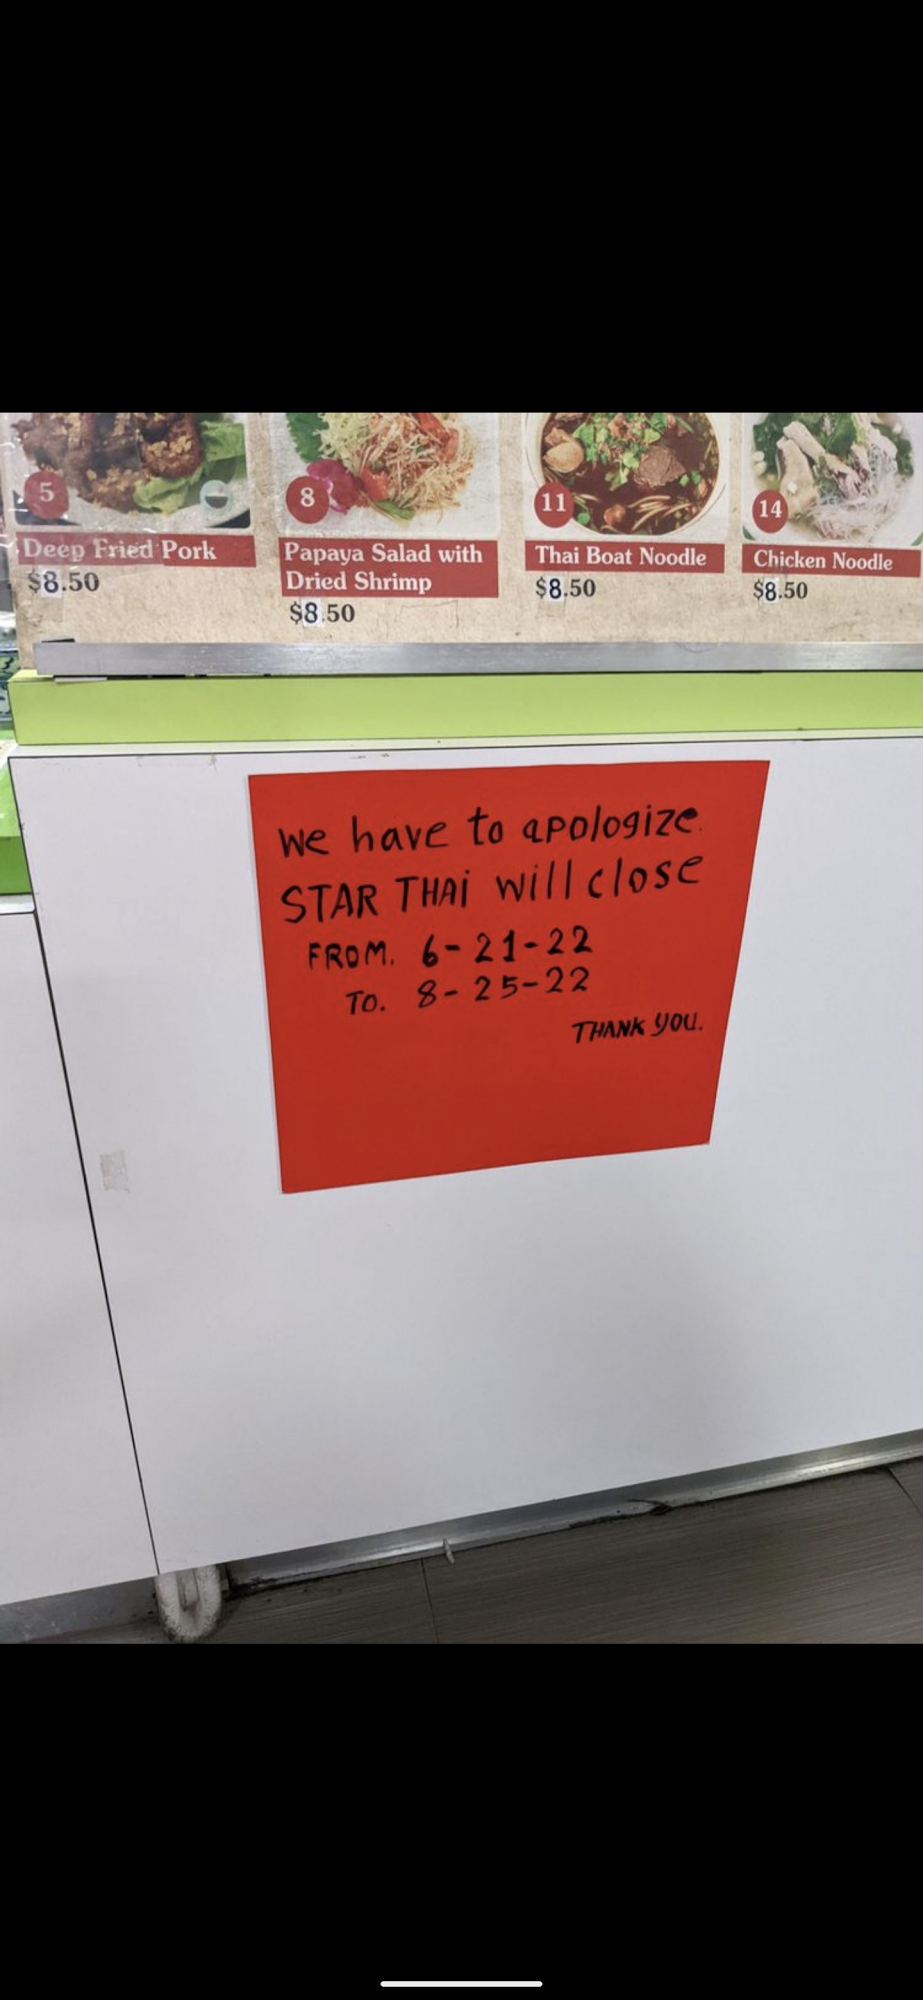 5
Deep Fried Pork
$8.50
8
Papaya Salad with
Dried Shrimp
$8.50
11
Thai Boat Noodle
$8.50
14
Chicken Noodle
$8.50
we have to apologize.
STAR THAi will close
FROM. 6-21-22
TO. 8-25-22
THANK YOU.